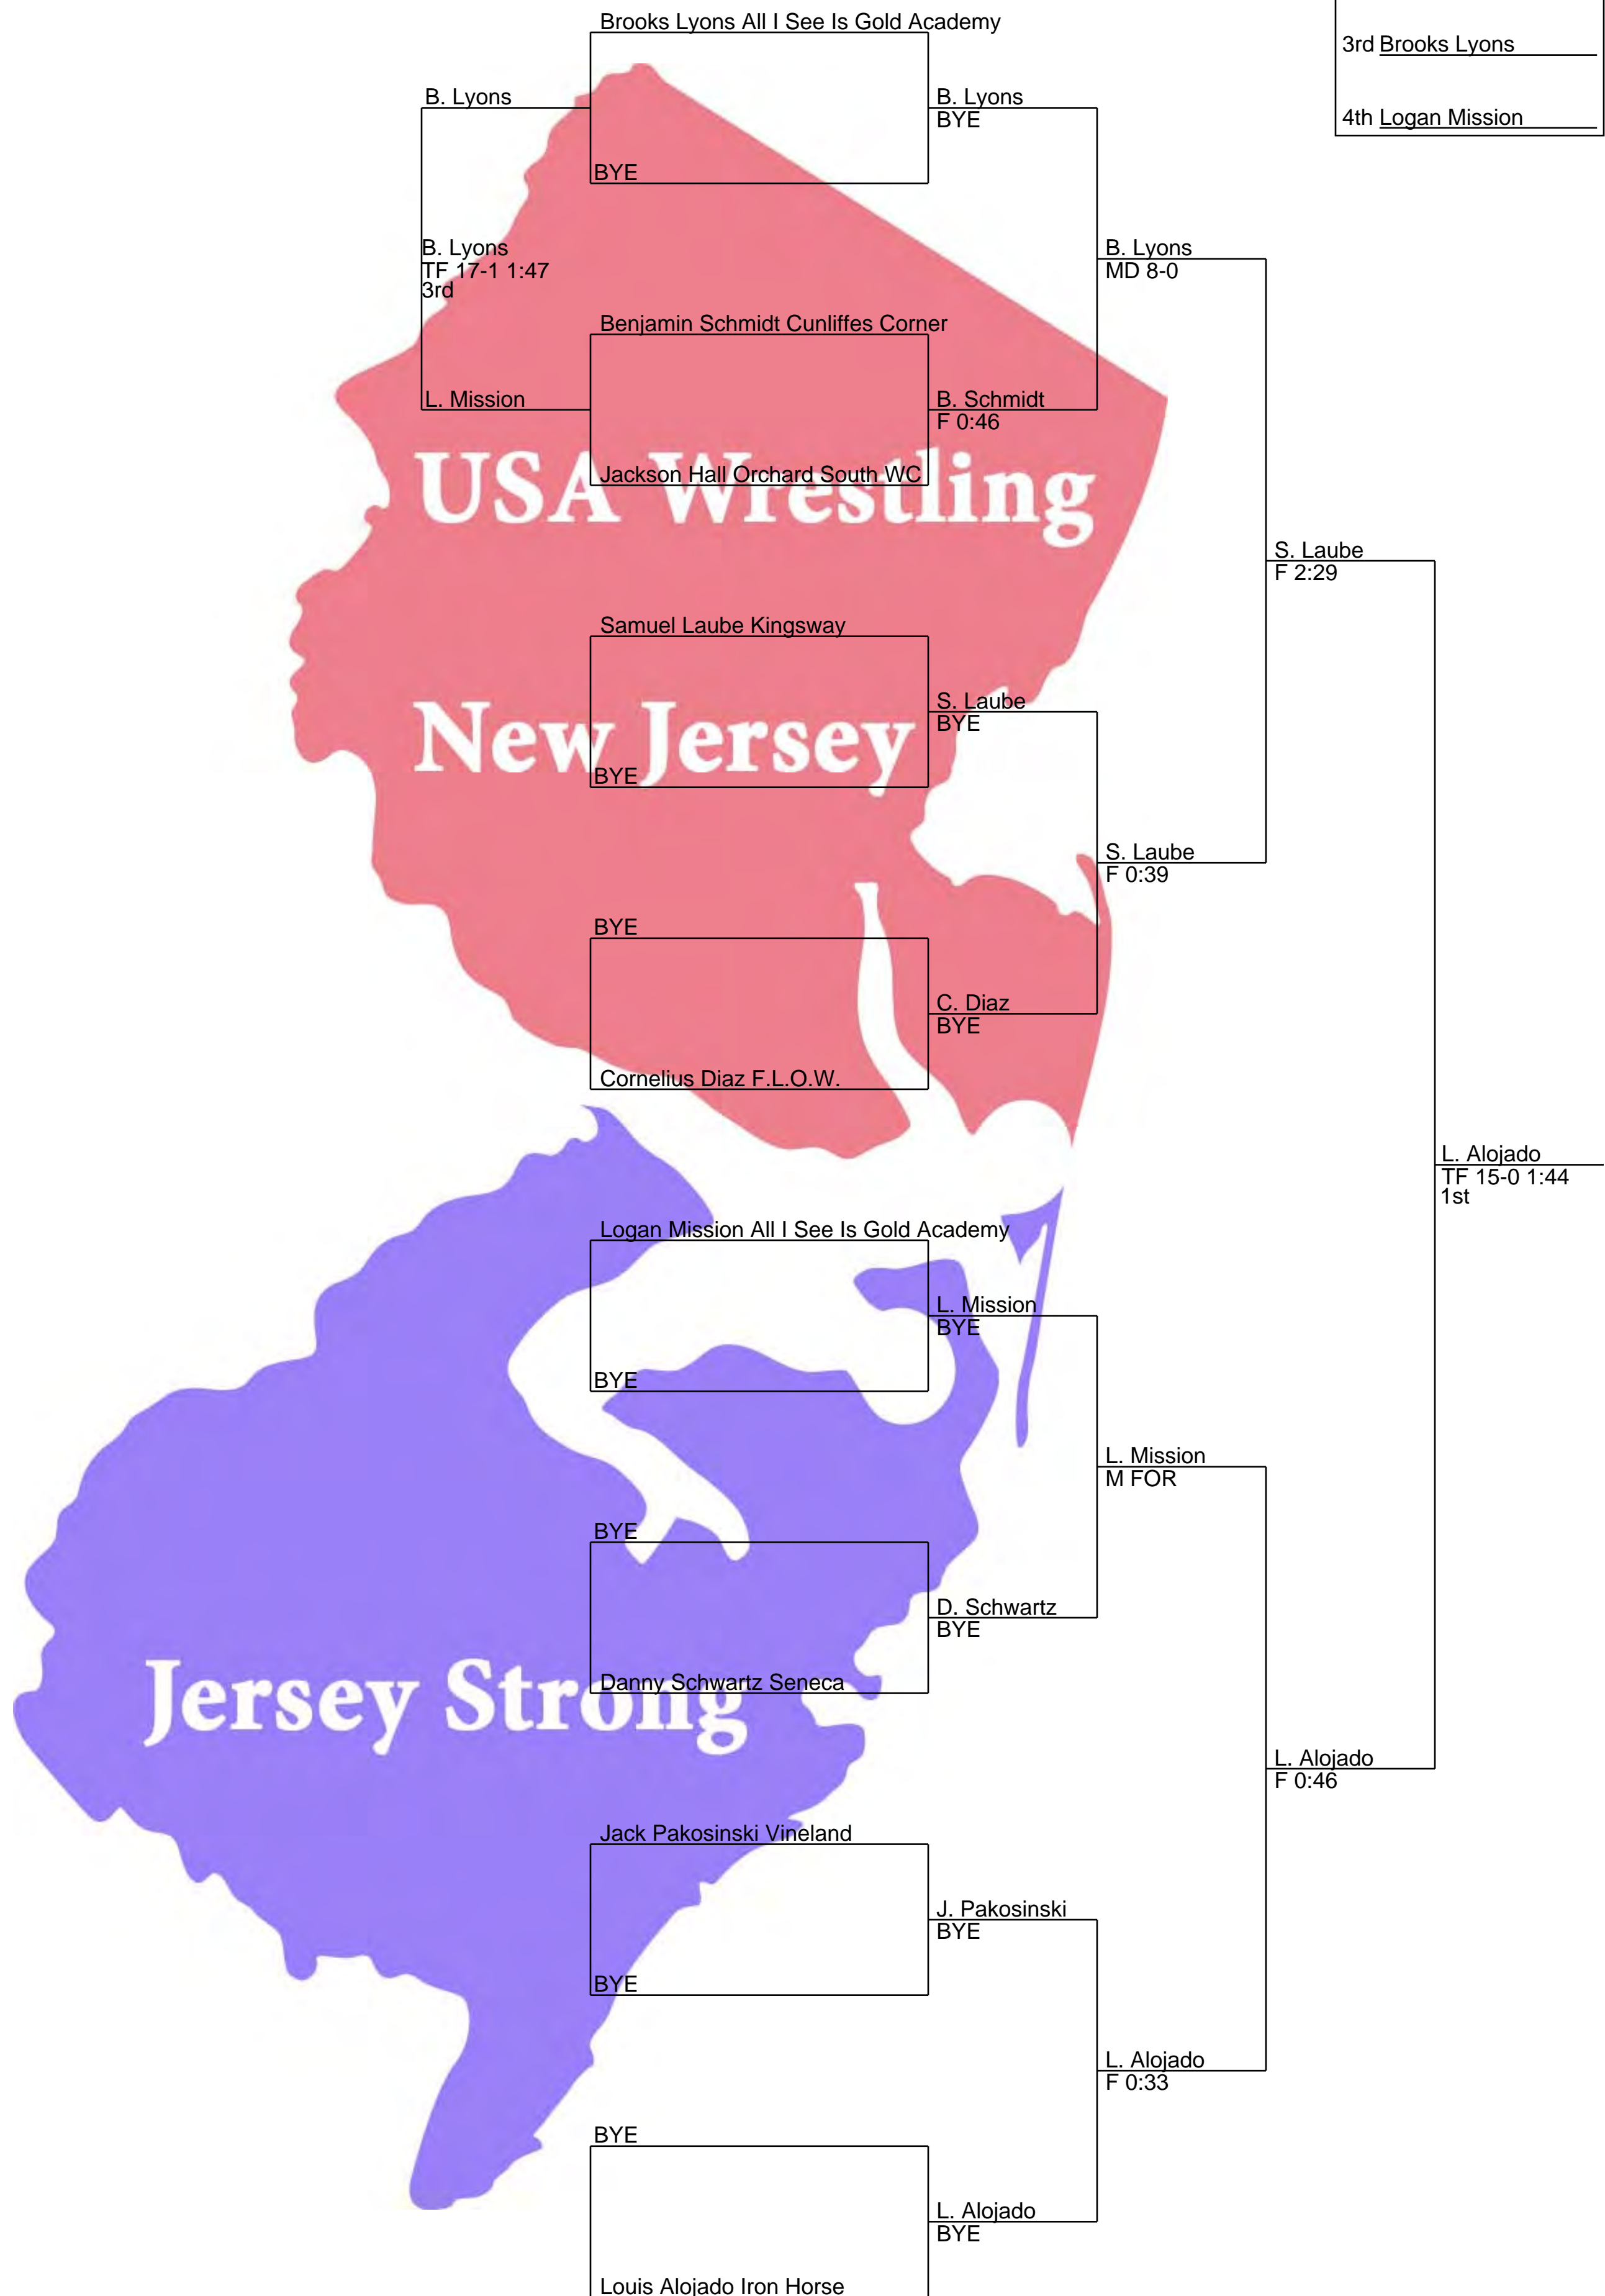 Brooks Lyons All I See Is Gold Academy
3rd Brooks Lyons
B. Lyons
B. Lyons
BYE
4th Logan Mission
BYE
B. Lyons
TF 17-1 1:47
3rd
B. Lyons
MD 8-0
Benjamin Schmidt Cunliffes Corner
L. Mission
B. Schmidt
F 0:46
USA Wrestling
Jackson Hall Orchard South WC
S. Laube
F 2:29
Samuel Laube Kingsway
S. Laube
BYE
New Jersey
BYE
S. Laube
F 0:39
BYE
C. Diaz
BYE
Cornelius Diaz F.L.O.W.
L. Alojado
TF 15-0 1:44
1st
Logan Mission All I See Is Gold Academy
L. Mission
BYE
BYE
L. Mission
M FOR
BYE
D. Schwartz
BYE
Danny Schwartz Seneca
Jersey Strong
L. Alojado
F 0:46
Jack Pakosinski Vineland
J. Pakosinski
BYE
BYE
L. Alojado
F 0:33
BYE
L. Alojado
BYE
Louis Alojado Iron Horse